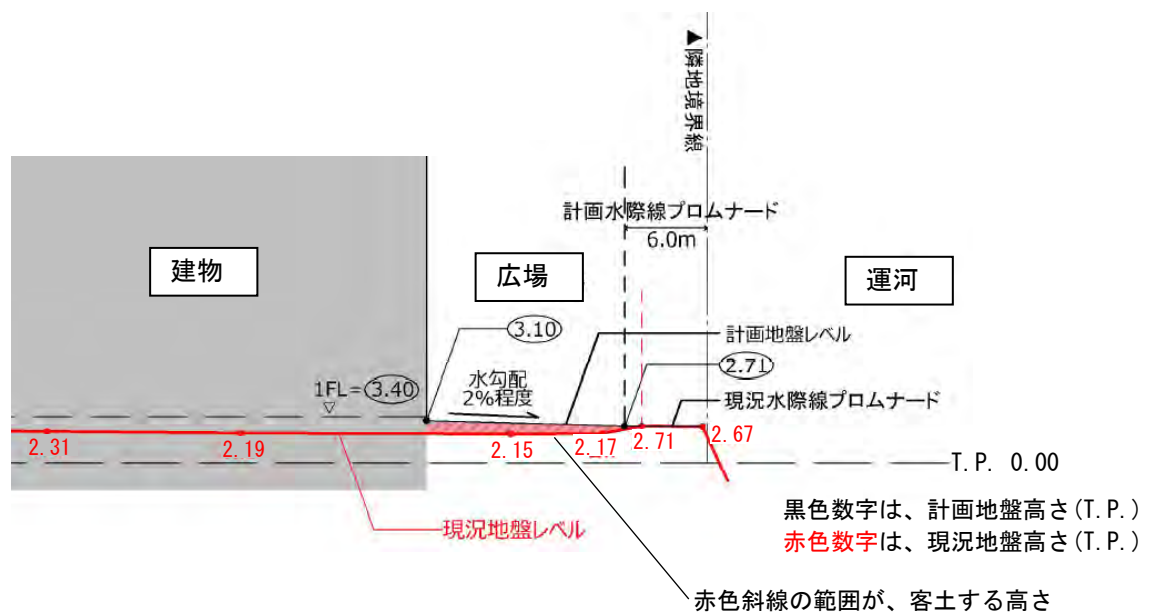 ▲隣地境界線
計画水際線プロムナード
6.0m
建物
広場
運河
3.10
計画地盤レベル
水勾配
2%程度
2.71
1FL=3.40
▽
現況水際線プロムナード
2.31
2.19
2.15
2.17
2.71
2.67
T.P. 0.00
黒色数字は、計画地盤高さ(T.P.)
現況地盤レベル
赤色数字は、現況地盤高さ(T.P.)
赤色斜線の範囲が、客土する高さ